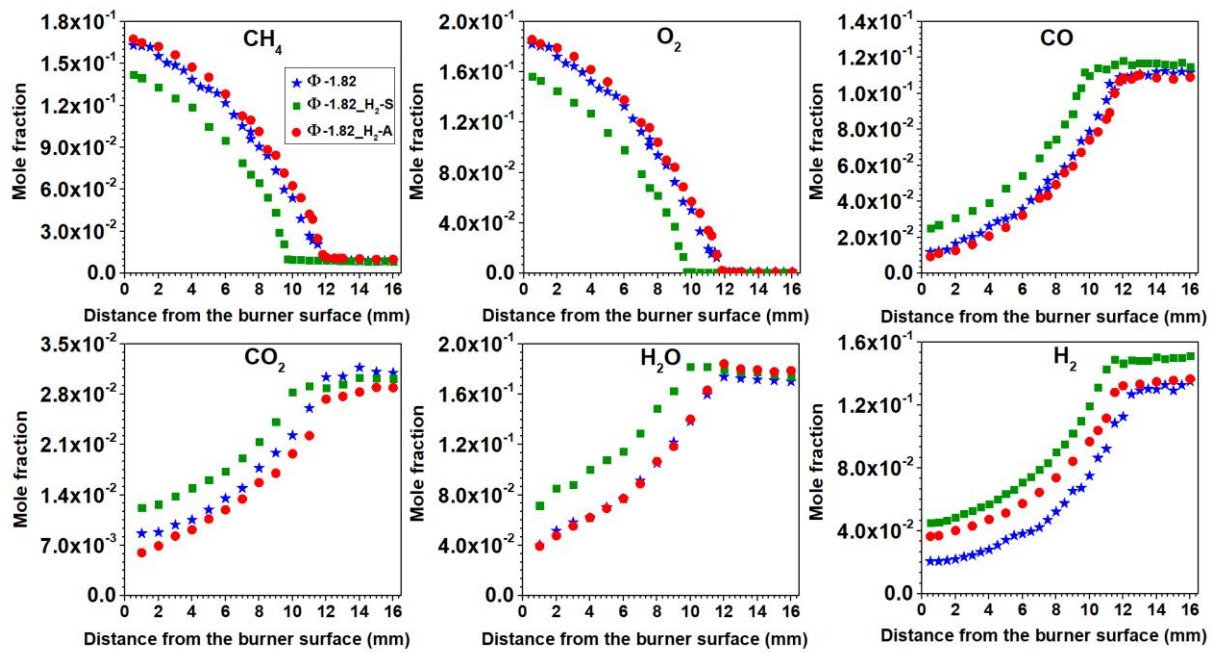 CH4
1.8x10^-1
1.5x10^-1
1.2x10^-1
9.0x10^-2
6.0x10^-2
3.0x10^-2
0.0
Mole fraction
Φ-1.82
Φ-1.82_H2-S
Φ-1.82_H2-A
0 2 4 6 8 10 12 14 16
Distance from the burner surface (mm)
O2
2.0x10^-1
1.6x10^-1
1.2x10^-1
8.0x10^-2
4.0x10^-2
0.0
Mole fraction
0 2 4 6 8 10 12 14 16
Distance from the burner surface (mm)
CO
1.4x10^-1
1.2x10^-1
1.0x10^-1
8.0x10^-2
6.0x10^-2
4.0x10^-2
2.0x10^-2
0.0
Mole fraction
0 2 4 6 8 10 12 14 16
Distance from the burner surface (mm)
CO2
3.5x10^-2
2.8x10^-2
2.1x10^-2
1.4x10^-2
7.0x10^-3
0.0
Mole fraction
0 2 4 6 8 10 12 14 16
Distance from the burner surface (mm)
H2O
2.0x10^-1
1.6x10^-1
1.2x10^-1
8.0x10^-2
4.0x10^-2
0.0
Mole fraction
0 2 4 6 8 10 12 14 16
Distance from the burner surface (mm)
H2
1.6x10^-1
1.2x10^-1
8.0x10^-2
4.0x10^-2
0.0
Mole fraction
0 2 4 6 8 10 12 14 16
Distance from the burner surface (mm)